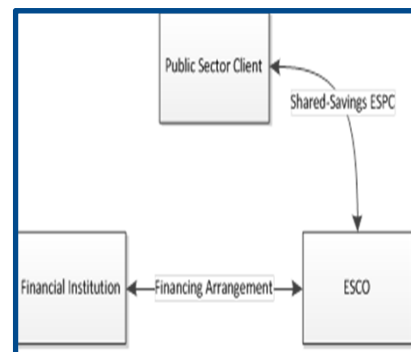 Public Sector Client
Shared-Savings ESPC
Financial Institution
Financing Arrangement
ESCO